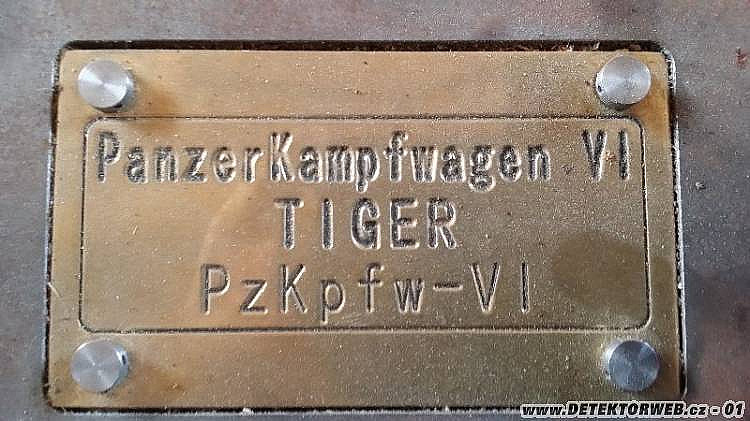 PanzerKampfwagen VI
TIGER
PzKpfw-VI
www.DETEKTORWEB.cz - 01